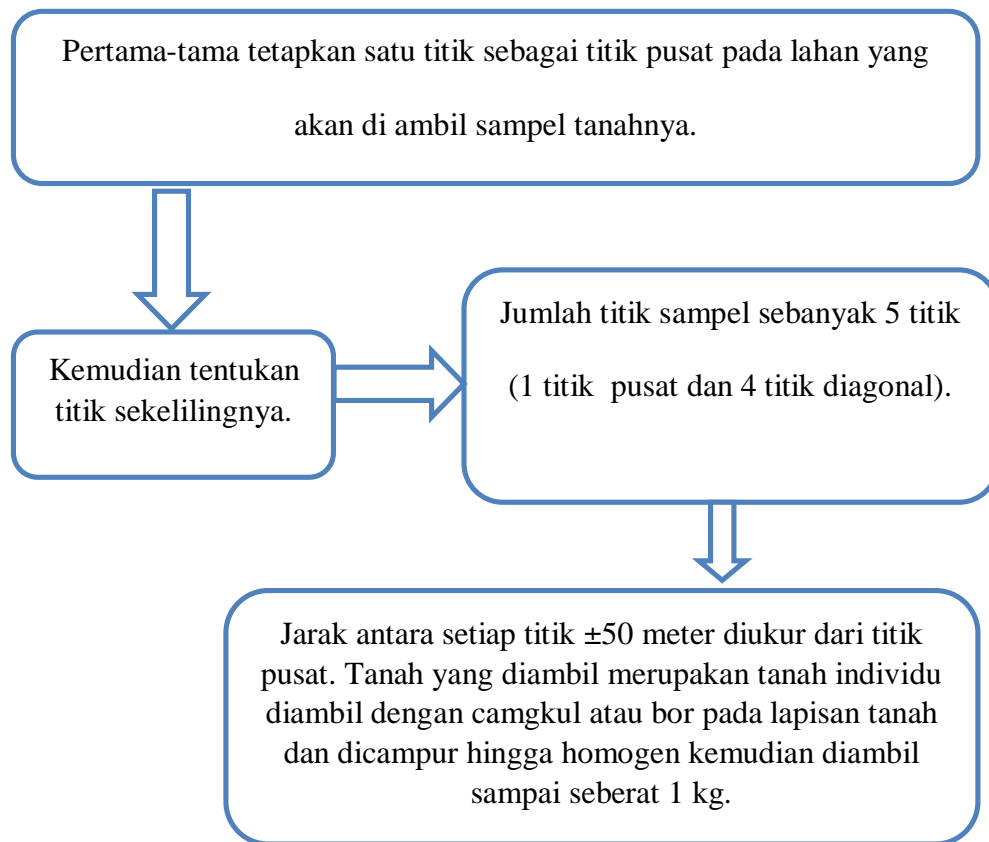 Pertama-tama tetapkan satu titik sebagai titik pusat pada lahan yang
akan di ambil sampel tanahnya.
Kemudian tentukan
titik sekelilingnya.
Jumlah titik sampel sebanyak 5 titik
(1 titik pusat dan 4 titik diagonal).
Jarak antara setiap titik ±50 meter diukur dari titik
pusat. Tanah yang diambil merupakan tanah individu
diambil dengan camgkul atau bor pada lapisan tanah
dan dicampur hingga homogen kemudian diambil
sampai seberat 1 kg.